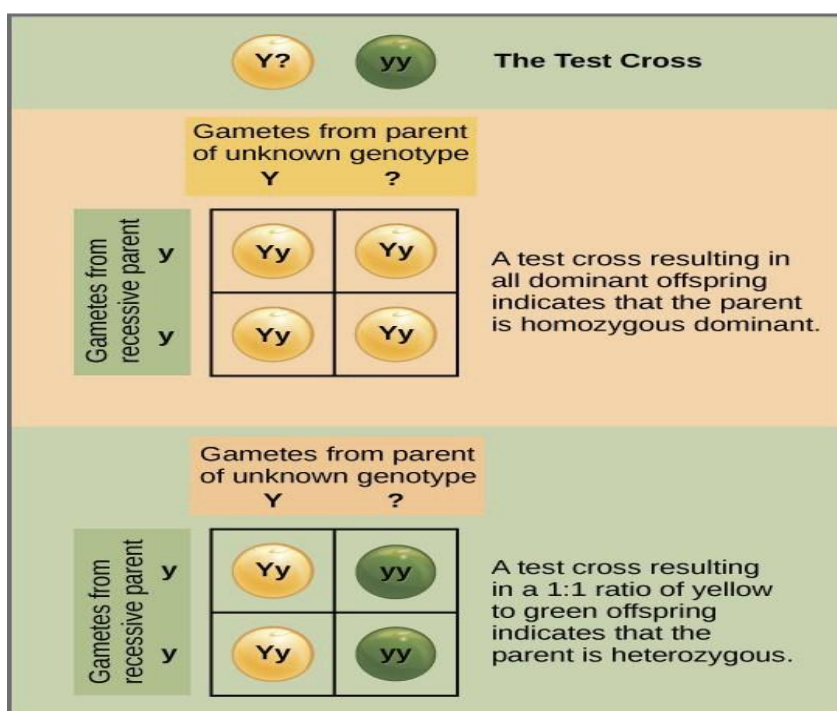 Y? yy The Test Cross
Gametes from parent
of unknown genotype
Y ?
Gametes from
recessive parent
y Yy Yy
y Yy Yy
A test cross resulting in
all dominant offspring
indicates that the parent
is homozygous dominant.
Gametes from parent
of unknown genotype
Y ?
Gametes from
recessive parent
y Yy yy
y Yy yy
A test cross resulting
in a 1:1 ratio of yellow
to green offspring
indicates that the
parent is heterozygous.